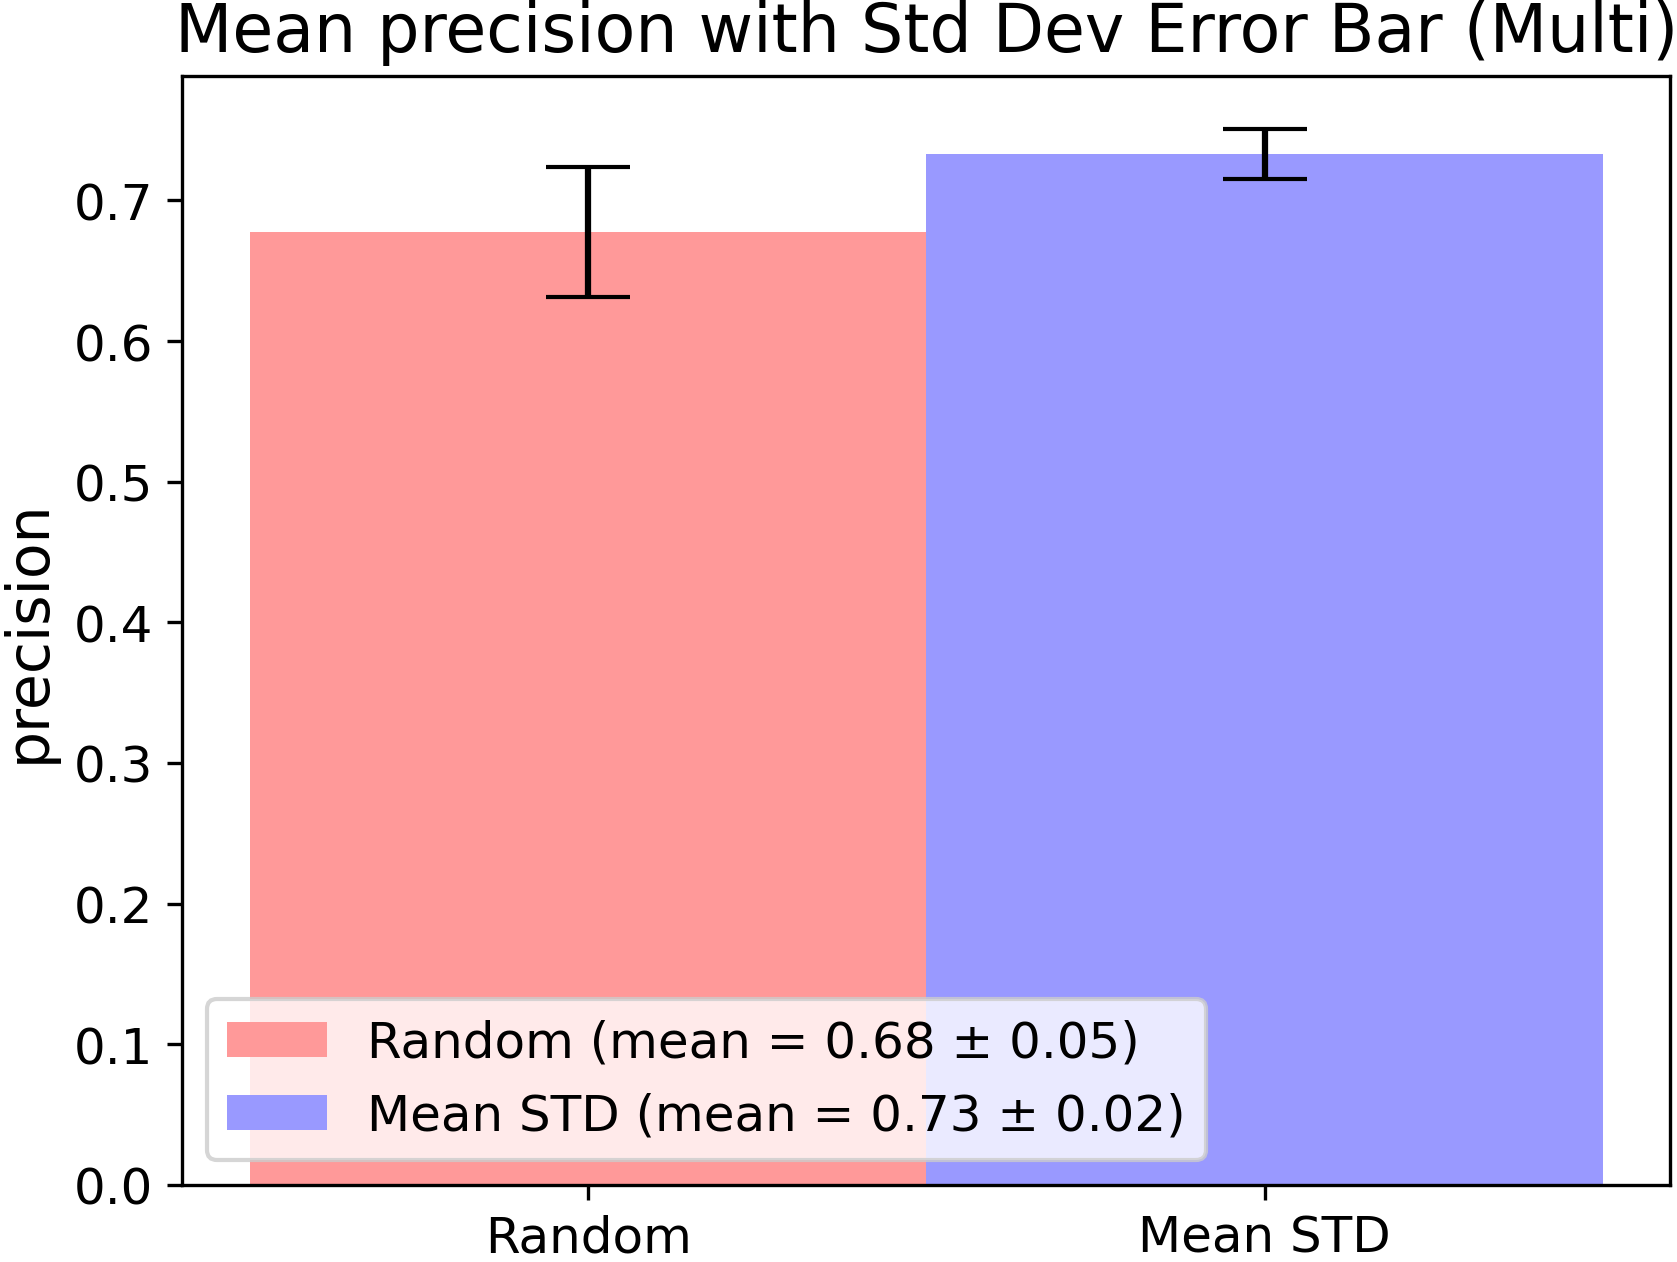 Mean precision with Std Dev Error Bar (Multi)
precision
0.7
0.6
0.5
0.4
0.3
0.2
0.1
0.0
Random (mean = 0.68 ± 0.05)
Mean STD (mean = 0.73 ± 0.02)
Random
Mean STD